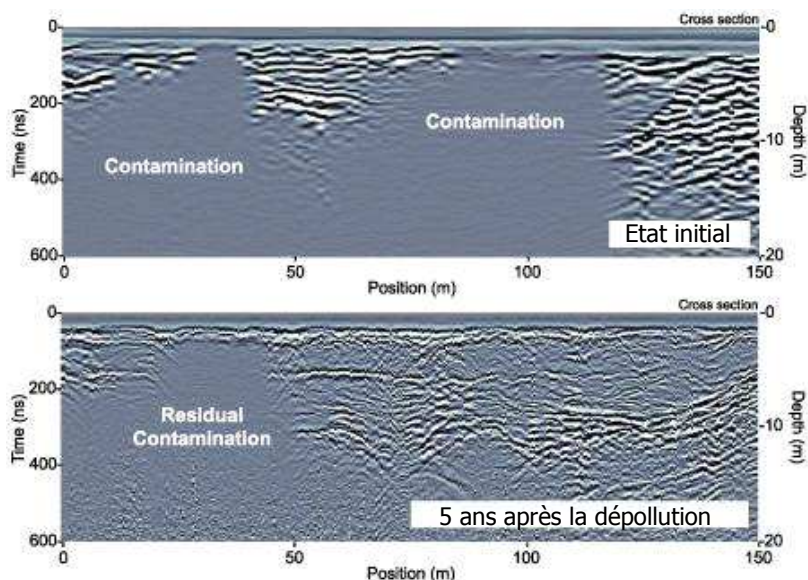 Cross section
0
200
400
600
Time (ns)
0
10
20
Depth (m)
Contamination
Contamination
Etat initial
0
50
100
150
Position (m)
Cross section
0
200
400
600
Time (ns)
0
10
20
Depth (m)
Residual
Contamination
5 ans après la dépollution
0
50
100
150
Position (m)